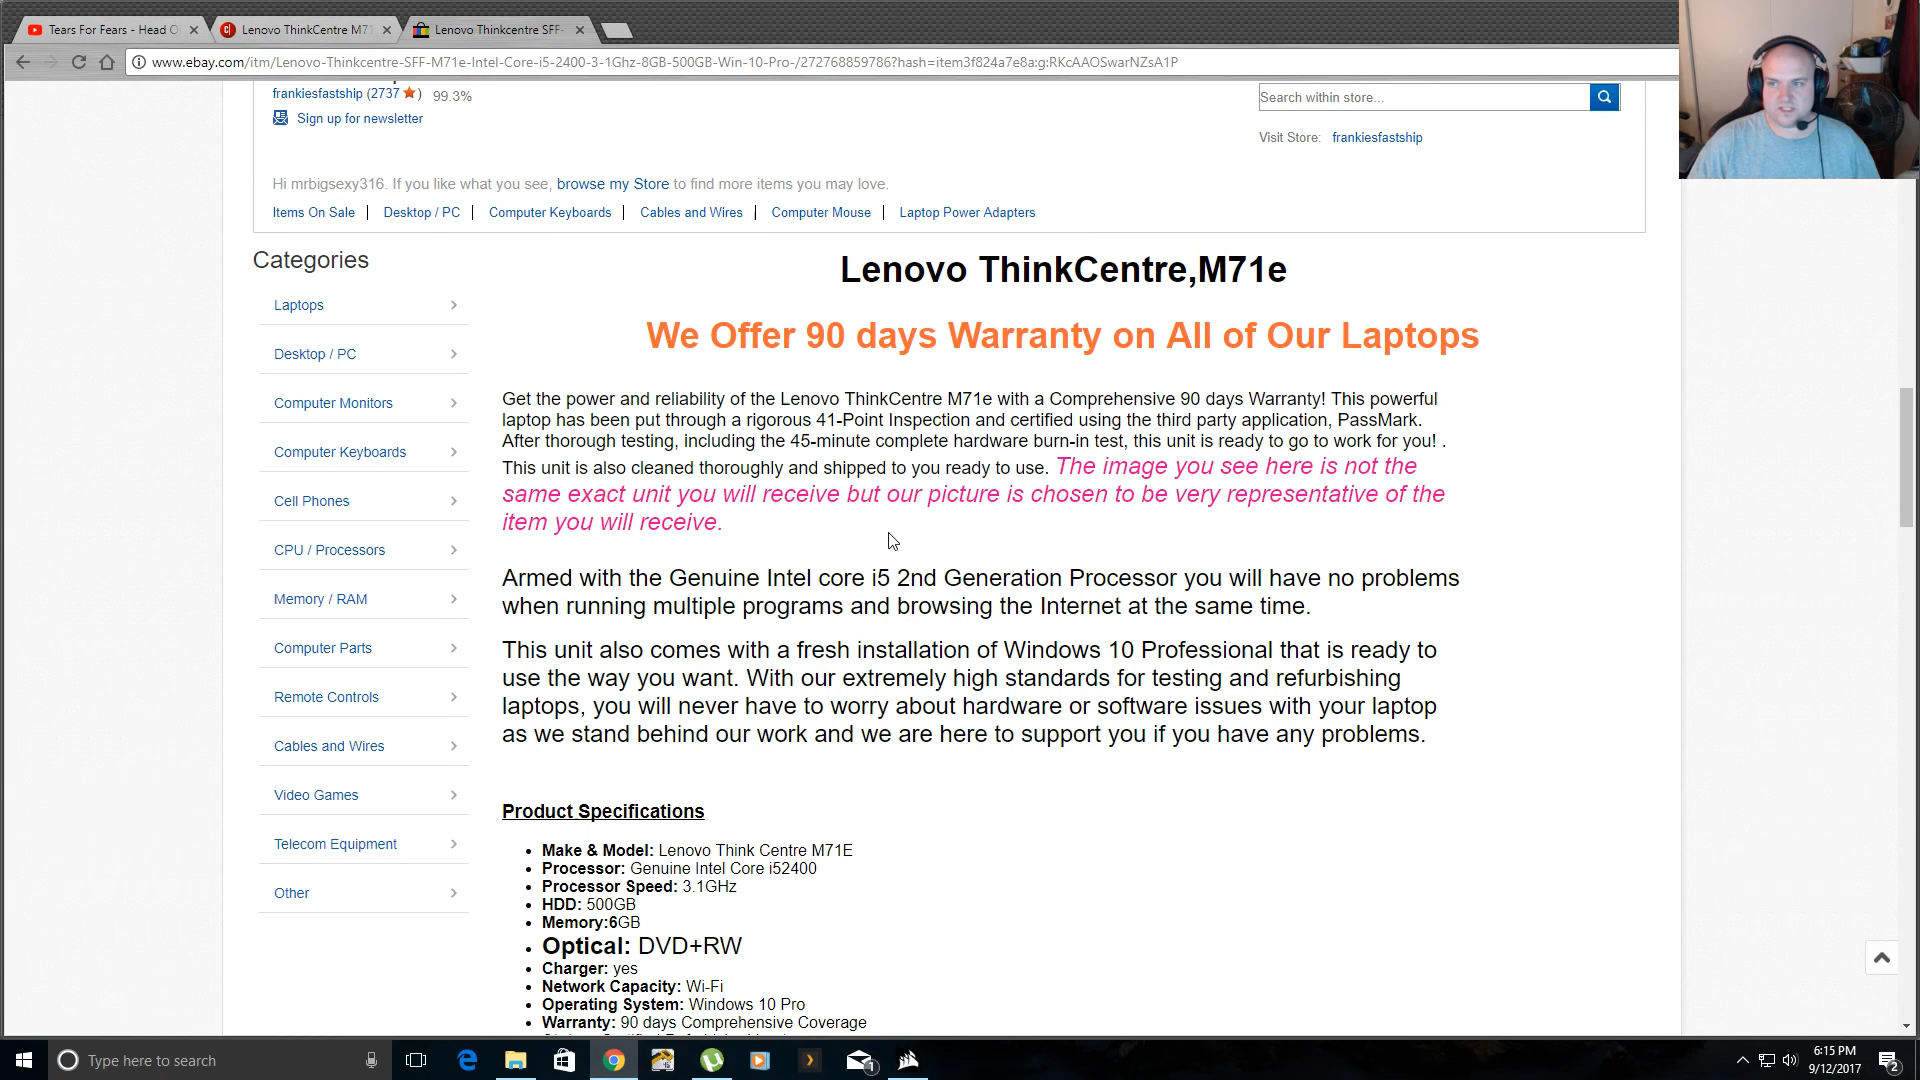 Tears For Fears - Head O
Lenovo ThinkCentre M71
Lenovo Thinkcentre SFF-
www.ebay.com/itm/Lenovo-Thinkcentre-SFF-M71e-Intel-Core-i5-2400-3-1Ghz-8GB-500GB-Win-10-Pro-/272768859786?hash=item3f824a7e8a:g:RKcAAOSwarNZsA1P
frankiesfastship (2737 ) 99.3%
Sign up for newsletter
Search within store...
Visit Store: frankiesfastship
Hi mrbigsexy316. If you like what you see, browse my Store to find more items you may love.
Items On Sale | Desktop / PC | Computer Keyboards | Cables and Wires | Computer Mouse | Laptop Power Adapters
Categories
Laptops
Desktop / PC
Computer Monitors
Computer Keyboards
Cell Phones
CPU / Processors
Memory / RAM
Computer Parts
Remote Controls
Cables and Wires
Video Games
Telecom Equipment
Other
Lenovo ThinkCentre,M71e
We Offer 90 days Warranty on All of Our Laptops
Get the power and reliability of the Lenovo ThinkCentre M71e with a Comprehensive 90 days Warranty! This powerful
laptop has been put through a rigorous 41-Point Inspection and certified using the third party application, PassMark.
After thorough testing, including the 45-minute complete hardware burn-in test, this unit is ready to go to work for you! .
This unit is also cleaned thoroughly and shipped to you ready to use. The image you see here is not the
same exact unit you will receive but our picture is chosen to be very representative of the
item you will receive.
Armed with the Genuine Intel core i5 2nd Generation Processor you will have no problems
when running multiple programs and browsing the Internet at the same time.
This unit also comes with a fresh installation of Windows 10 Professional that is ready to
use the way you want. With our extremely high standards for testing and refurbishing
laptops, you will never have to worry about hardware or software issues with your laptop
as we stand behind our work and we are here to support you if you have any problems.
Product Specifications
• Make & Model: Lenovo Think Centre M71E
• Processor: Genuine Intel Core i52400
• Processor Speed: 3.1GHz
• HDD: 500GB
• Memory:6GB
• Optical: DVD+RW
• Charger: yes
• Network Capacity: Wi-Fi
• Operating System: Windows 10 Pro
• Warranty: 90 days Comprehensive Coverage
Type here to search
1
6:15 PM
9/12/2017
2